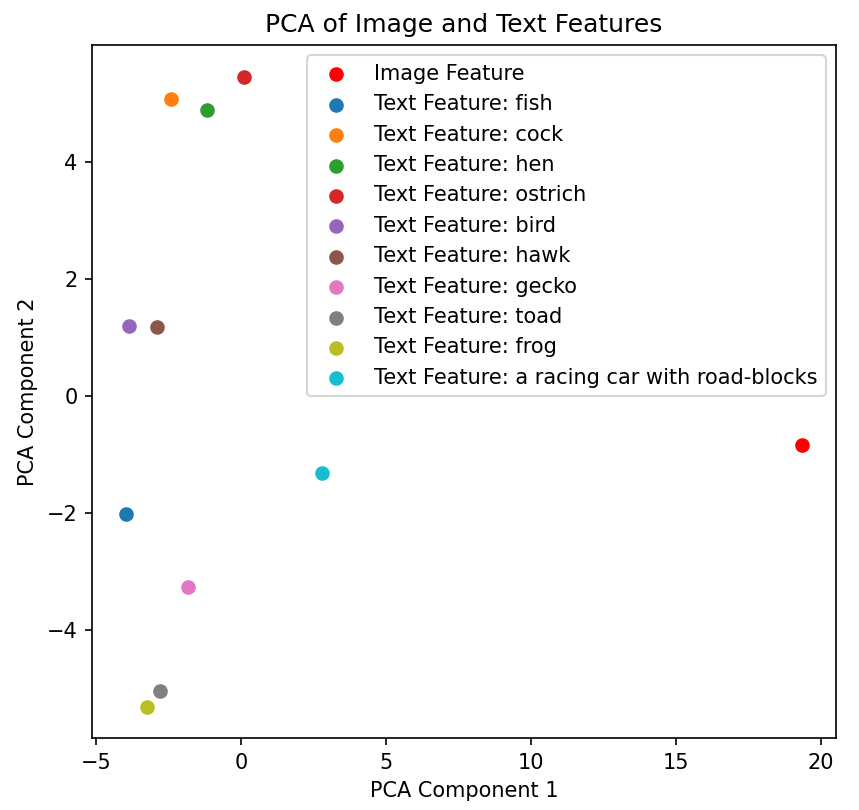 PCA of Image and Text Features
Image Feature
Text Feature: fish
Text Feature: cock
Text Feature: hen
Text Feature: ostrich
Text Feature: bird
Text Feature: hawk
Text Feature: gecko
Text Feature: toad
Text Feature: frog
Text Feature: a racing car with road-blocks
PCA Component 2
4
2
0
−2
−4
−5
0
5
10
15
20
PCA Component 1